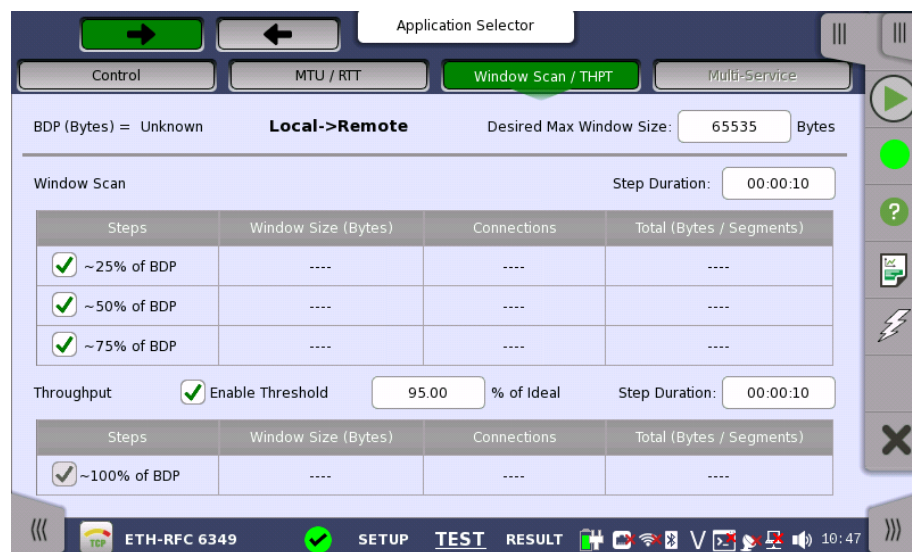 Application Selector
Control MTU / RTT Window Scan / THPT Multi-Service
BDP (Bytes) = Unknown Local->Remote Desired Max Window Size: 65535 Bytes
Window Scan Step Duration: 00:00:10
Steps Window Size (Bytes) Connections Total (Bytes / Segments)
~25% of BDP ---- ---- ----
~50% of BDP ---- ---- ----
~75% of BDP ---- ---- ----
Throughput Enable Threshold 95.00 % of Ideal Step Duration: 00:00:10
Steps Window Size (Bytes) Connections Total (Bytes / Segments)
~100% of BDP ---- ---- ----
TCP ETH-RFC 6349 SETUP TEST RESULT V 10:47